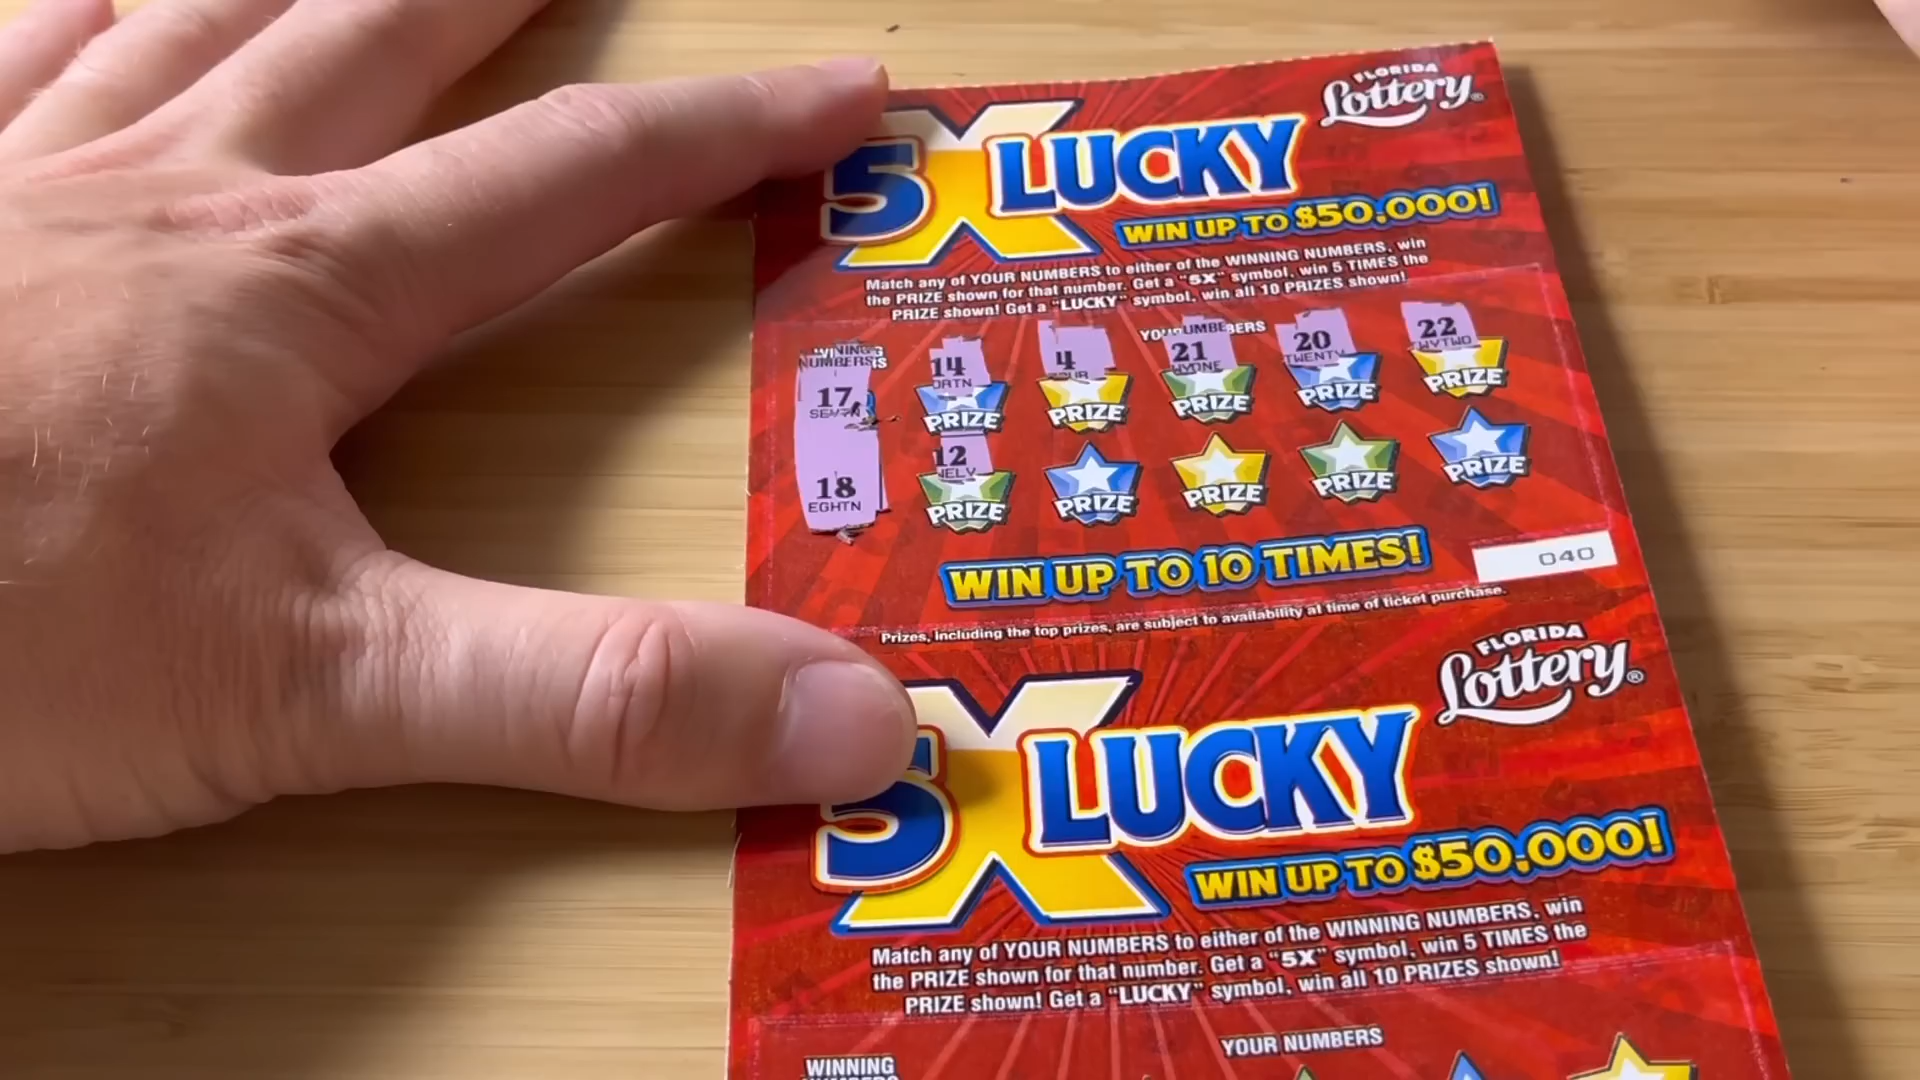 FLORIDA
Lottery®
5X LUCKY
WIN UP TO $50,000!
Match any of YOUR NUMBERS to either of the WINNING NUMBERS, win
the PRIZE shown for that number. Get a "5X" symbol, win 5 TIMES the
PRIZE shown! Get a "LUCKY" symbol, win all 10 PRIZES shown!
NUMBERS
17
14 4 21 20 22
TWENTY
PRIZE PRIZE PRIZE PRIZE PRIZE
18
EGHTN
12
PRIZE PRIZE PRIZE PRIZE PRIZE
WIN UP TO 10 TIMES!
040
Prizes, including the top prizes, are subject to availability at time of ticket purchase.
FLORIDA
Lottery®
5X LUCKY
WIN UP TO $50,000!
Match any of YOUR NUMBERS to either of the WINNING NUMBERS, win
the PRIZE shown for that number. Get a "5X" symbol, win 5 TIMES the
PRIZE shown! Get a "LUCKY" symbol, win all 10 PRIZES shown!
YOUR NUMBERS
WINNING